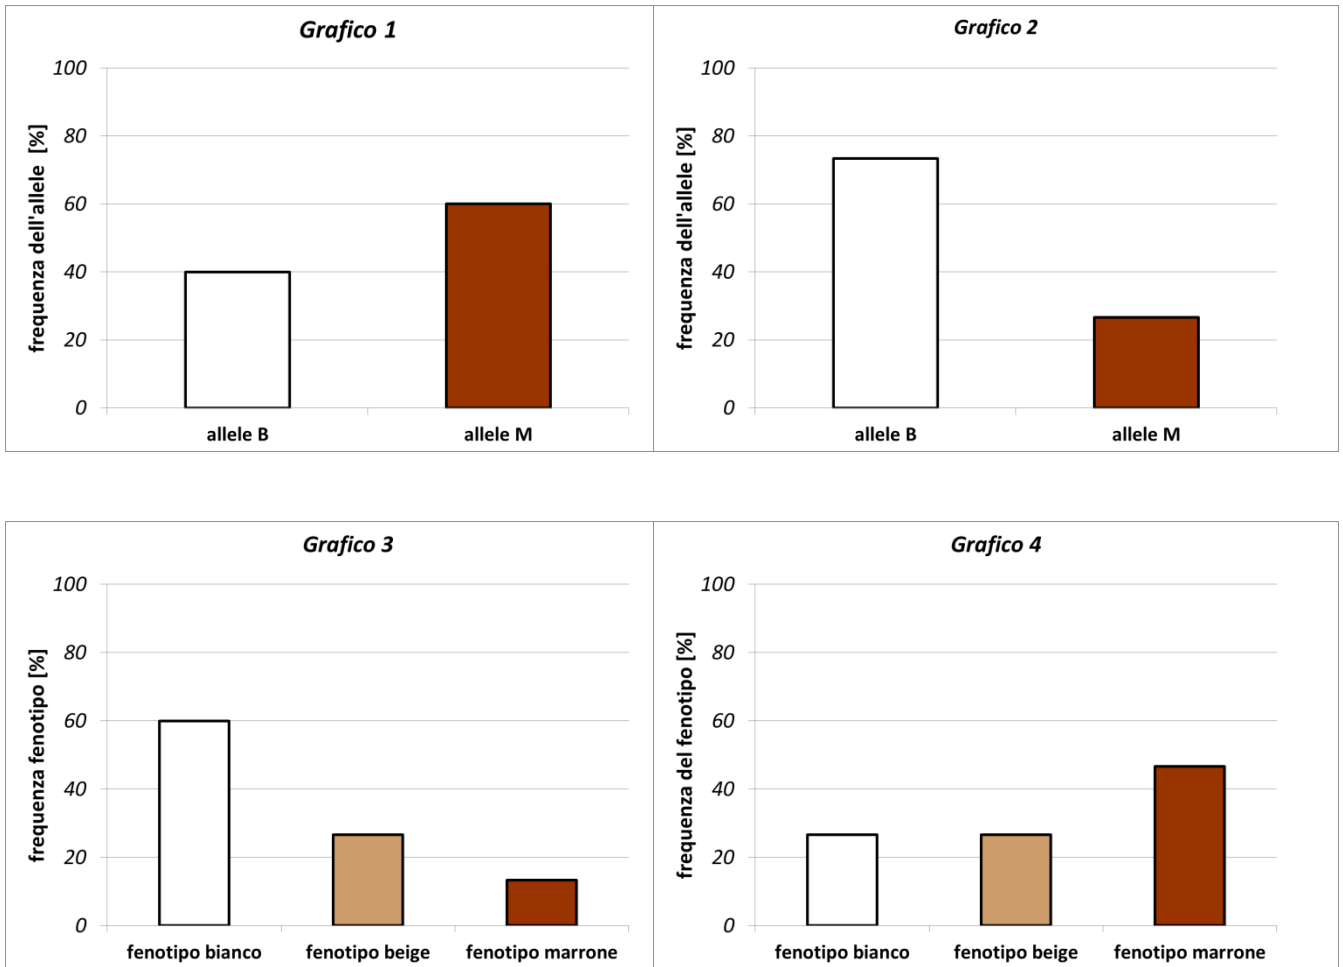 Grafico 1
frequenza dell'allele [%]
100
80
60
40
20
0
allele B allele M
Grafico 2
frequenza dell'allele [%]
100
80
60
40
20
0
allele B allele M
Grafico 3
frequenza fenotipo [%]
100
80
60
40
20
0
fenotipo bianco fenotipo beige fenotipo marrone
Grafico 4
frequenza del fenotipo [%]
100
80
60
40
20
0
fenotipo bianco fenotipo beige fenotipo marrone